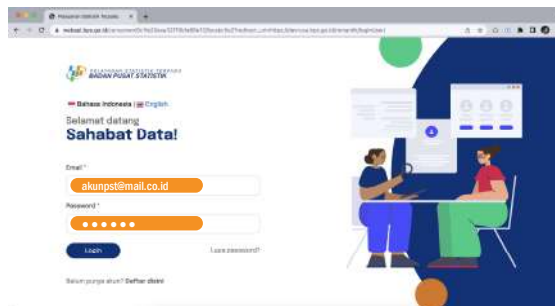 PELAYANAN STATISTIK TERPADU
BADAN PUSAT STATISTIK
Bahasa Indonesia | English
Selamat datang
Sahabat Data!
Email *
akunpst@mail.co.id
Password *
Login
Lupa password?
Belum punya akun? Daftar disini